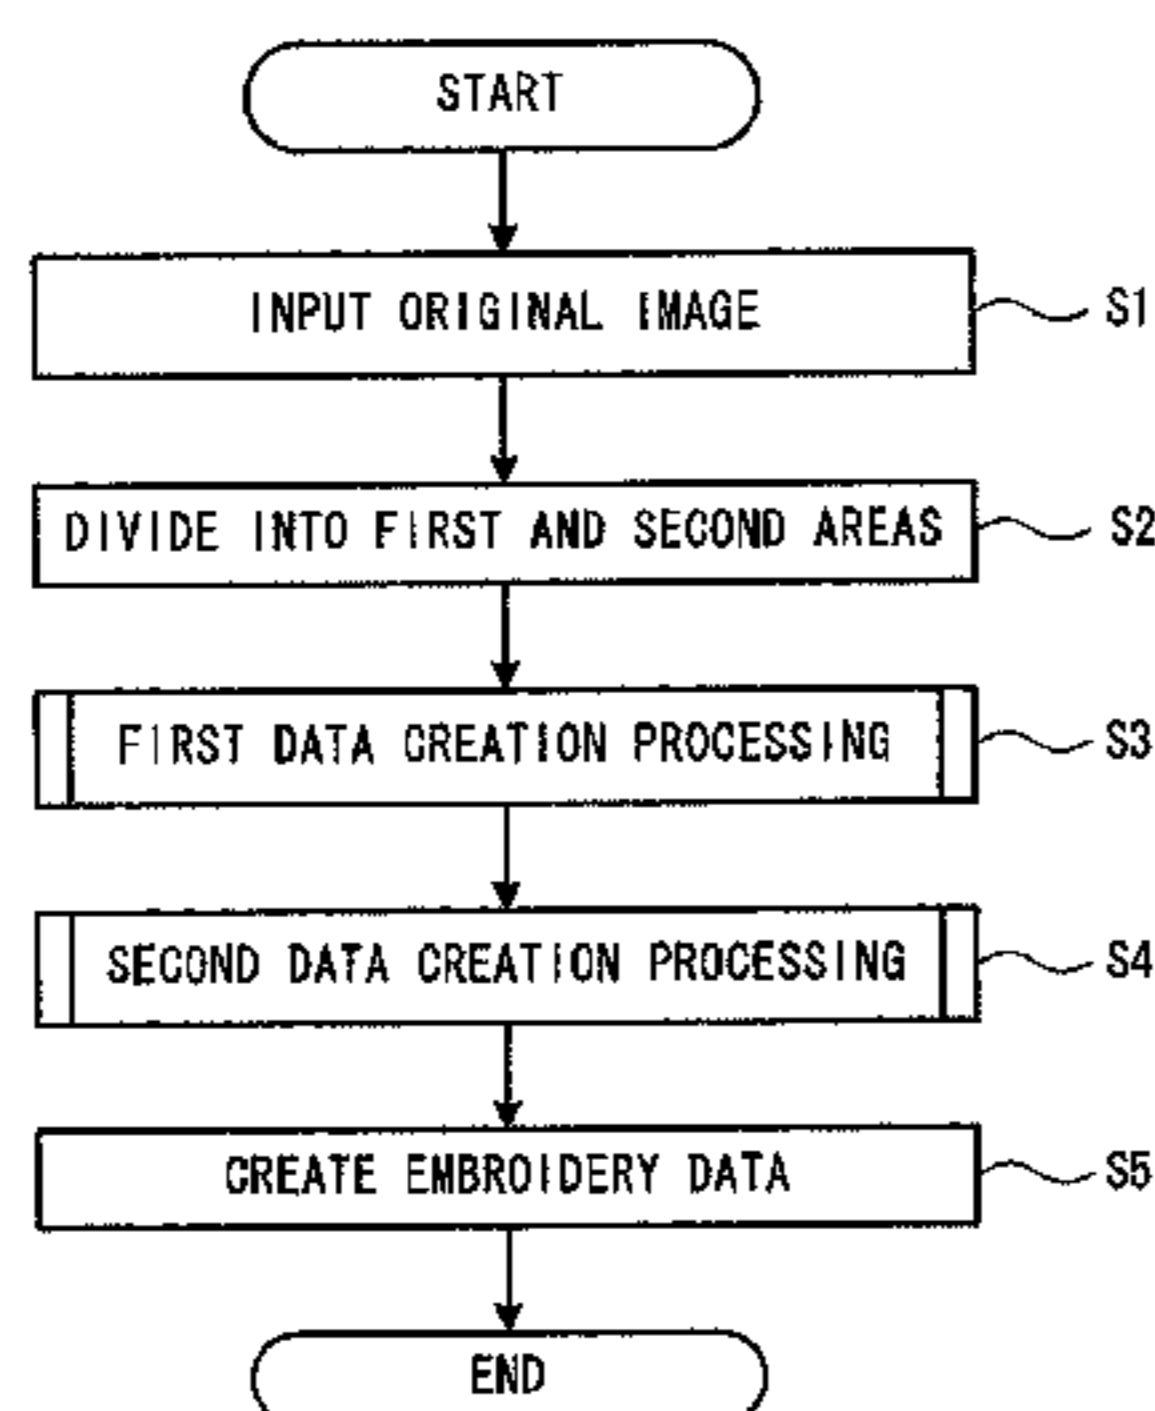 START
INPUT ORIGINAL IMAGE S1
DIVIDE INTO FIRST AND SECOND AREAS S2
FIRST DATA CREATION PROCESSING S3
SECOND DATA CREATION PROCESSING S4
CREATE EMBROIDERY DATA S5
END